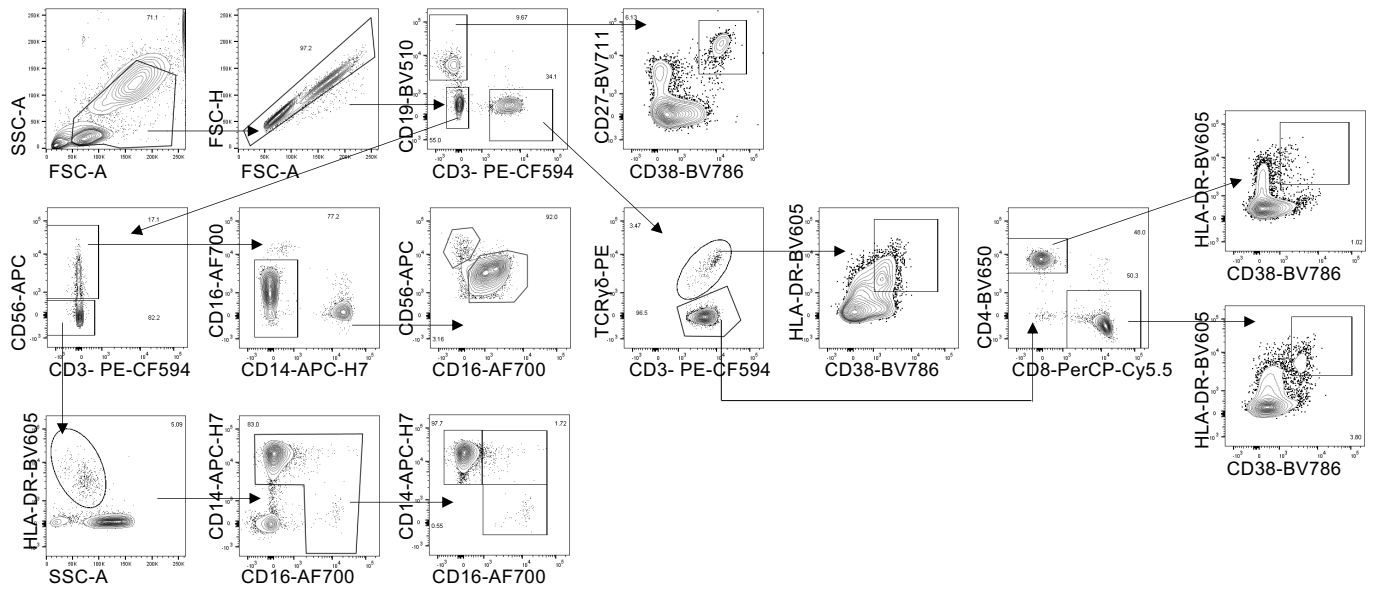 71.1
SSC-A
FSC-A
97.2
FSC-H
FSC-A
9.67
34.1
55.0
CD19-BV510
CD3- PE-CF594
6.13
CD27-BV711
CD38-BV786
HLA-DR-BV605
1.02
CD38-BV786
17.1
82.2
CD56-APC
CD3- PE-CF594
77.2
CD16-AF700
CD14-APC-H7
92.0
3.16
CD56-APC
CD16-AF700
3.47
96.5
TCRγδ-PE
CD3- PE-CF594
HLA-DR-BV605
CD38-BV786
48.0
50.3
CD4-BV650
CD8-PerCP-Cy5.5
HLA-DR-BV605
3.80
CD38-BV786
5.09
HLA-DR-BV605
SSC-A
83.0
CD14-APC-H7
CD16-AF700
97.7
1.72
0.55
CD14-APC-H7
CD16-AF700